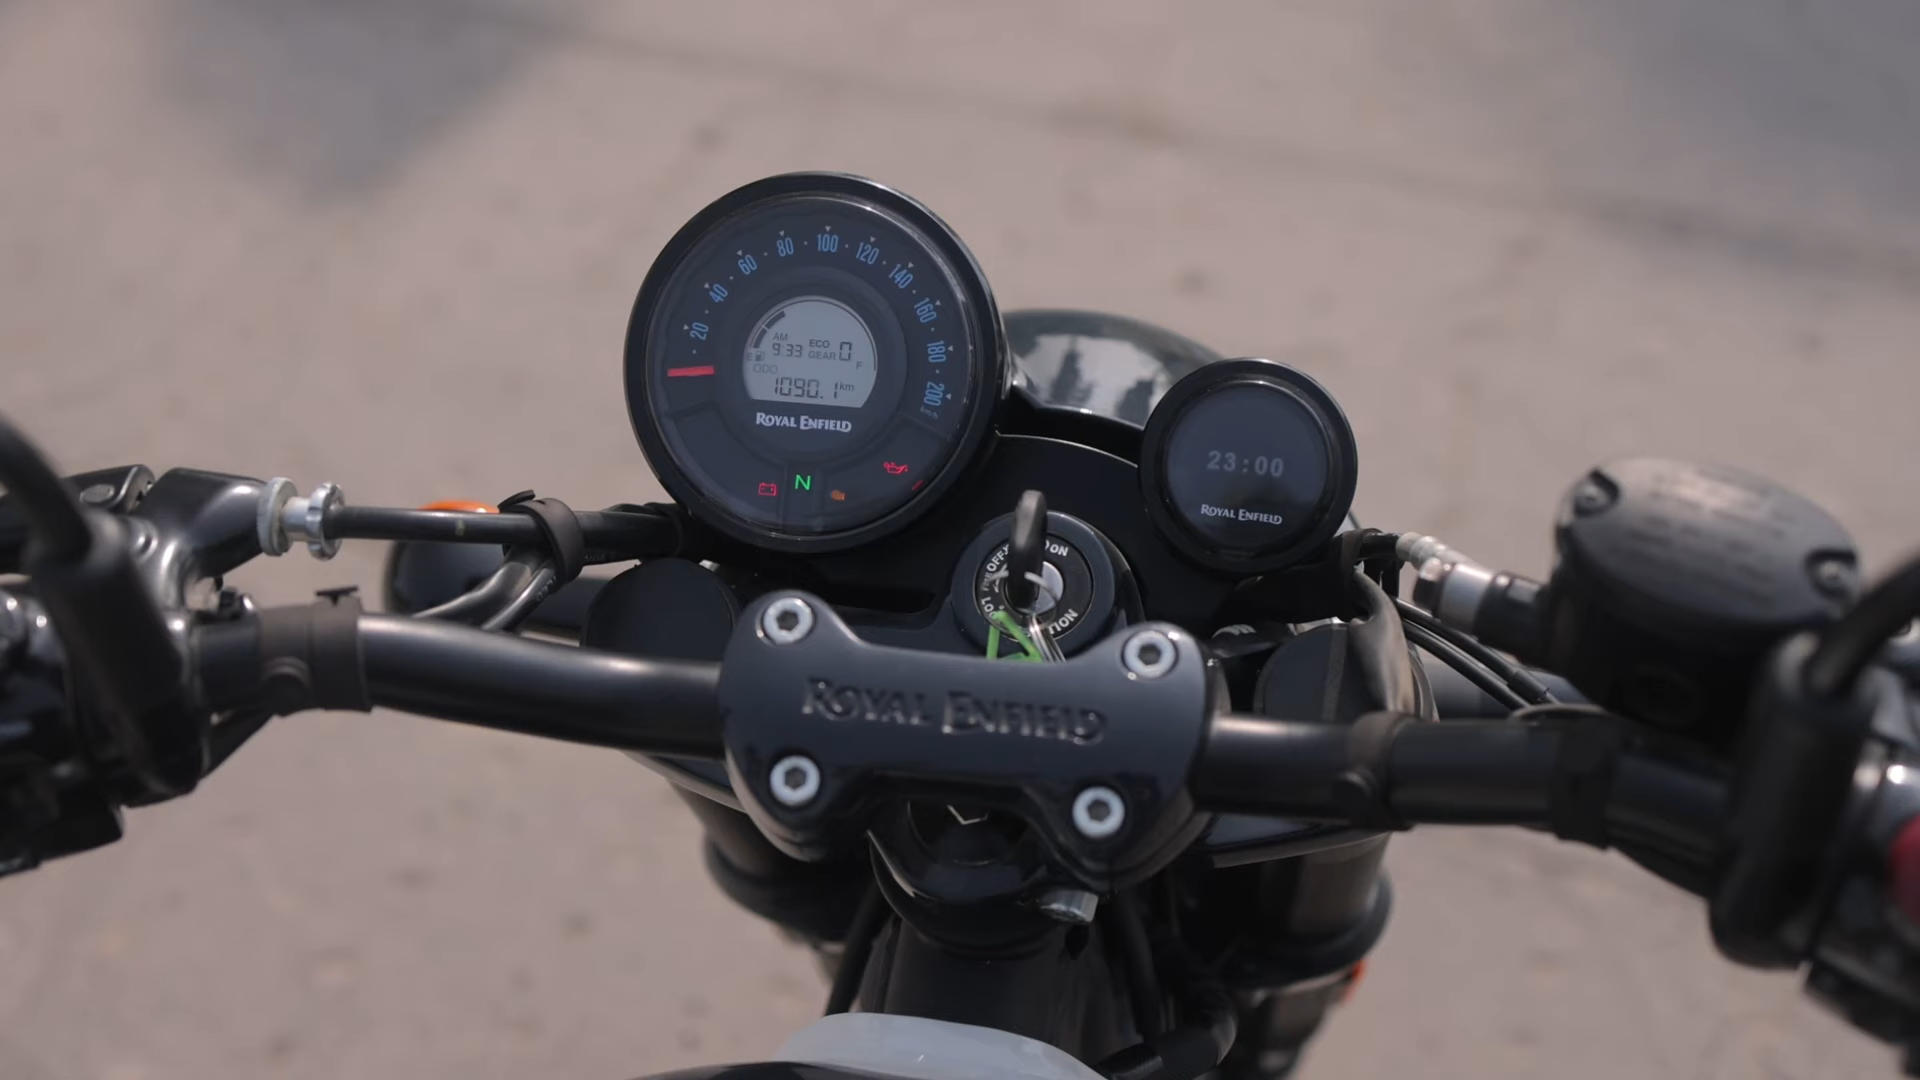 20 · 40 · 60 · 80 · 100 · 120 · 140 · 160 · 180 · 200
km/h
AM
9:33
ECO
GEAR 0
E
F
ODO
1090.1 km
ROYAL ENFIELD
N
23:00
ROYAL ENFIELD
OFF
ON
ROYAL ENFIELD